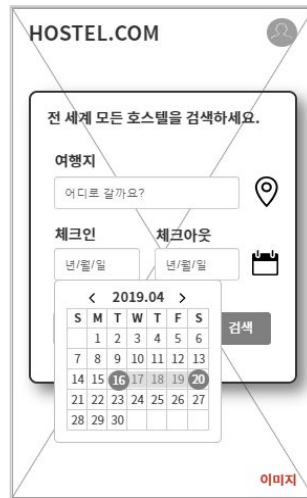 HOSTEL.COM
전 세계 모든 호스텔을 검색하세요.
여행지
어디로 갈까요?
체크인 체크아웃
년/월/일 년/월/일
< 2019.04 >
S M T W T F S
1 2 3 4 5 6
7 8 9 10 11 12 13
14 15 16 17 18 19 20
21 22 23 24 25 26 27
28 29 30
검색
이미지